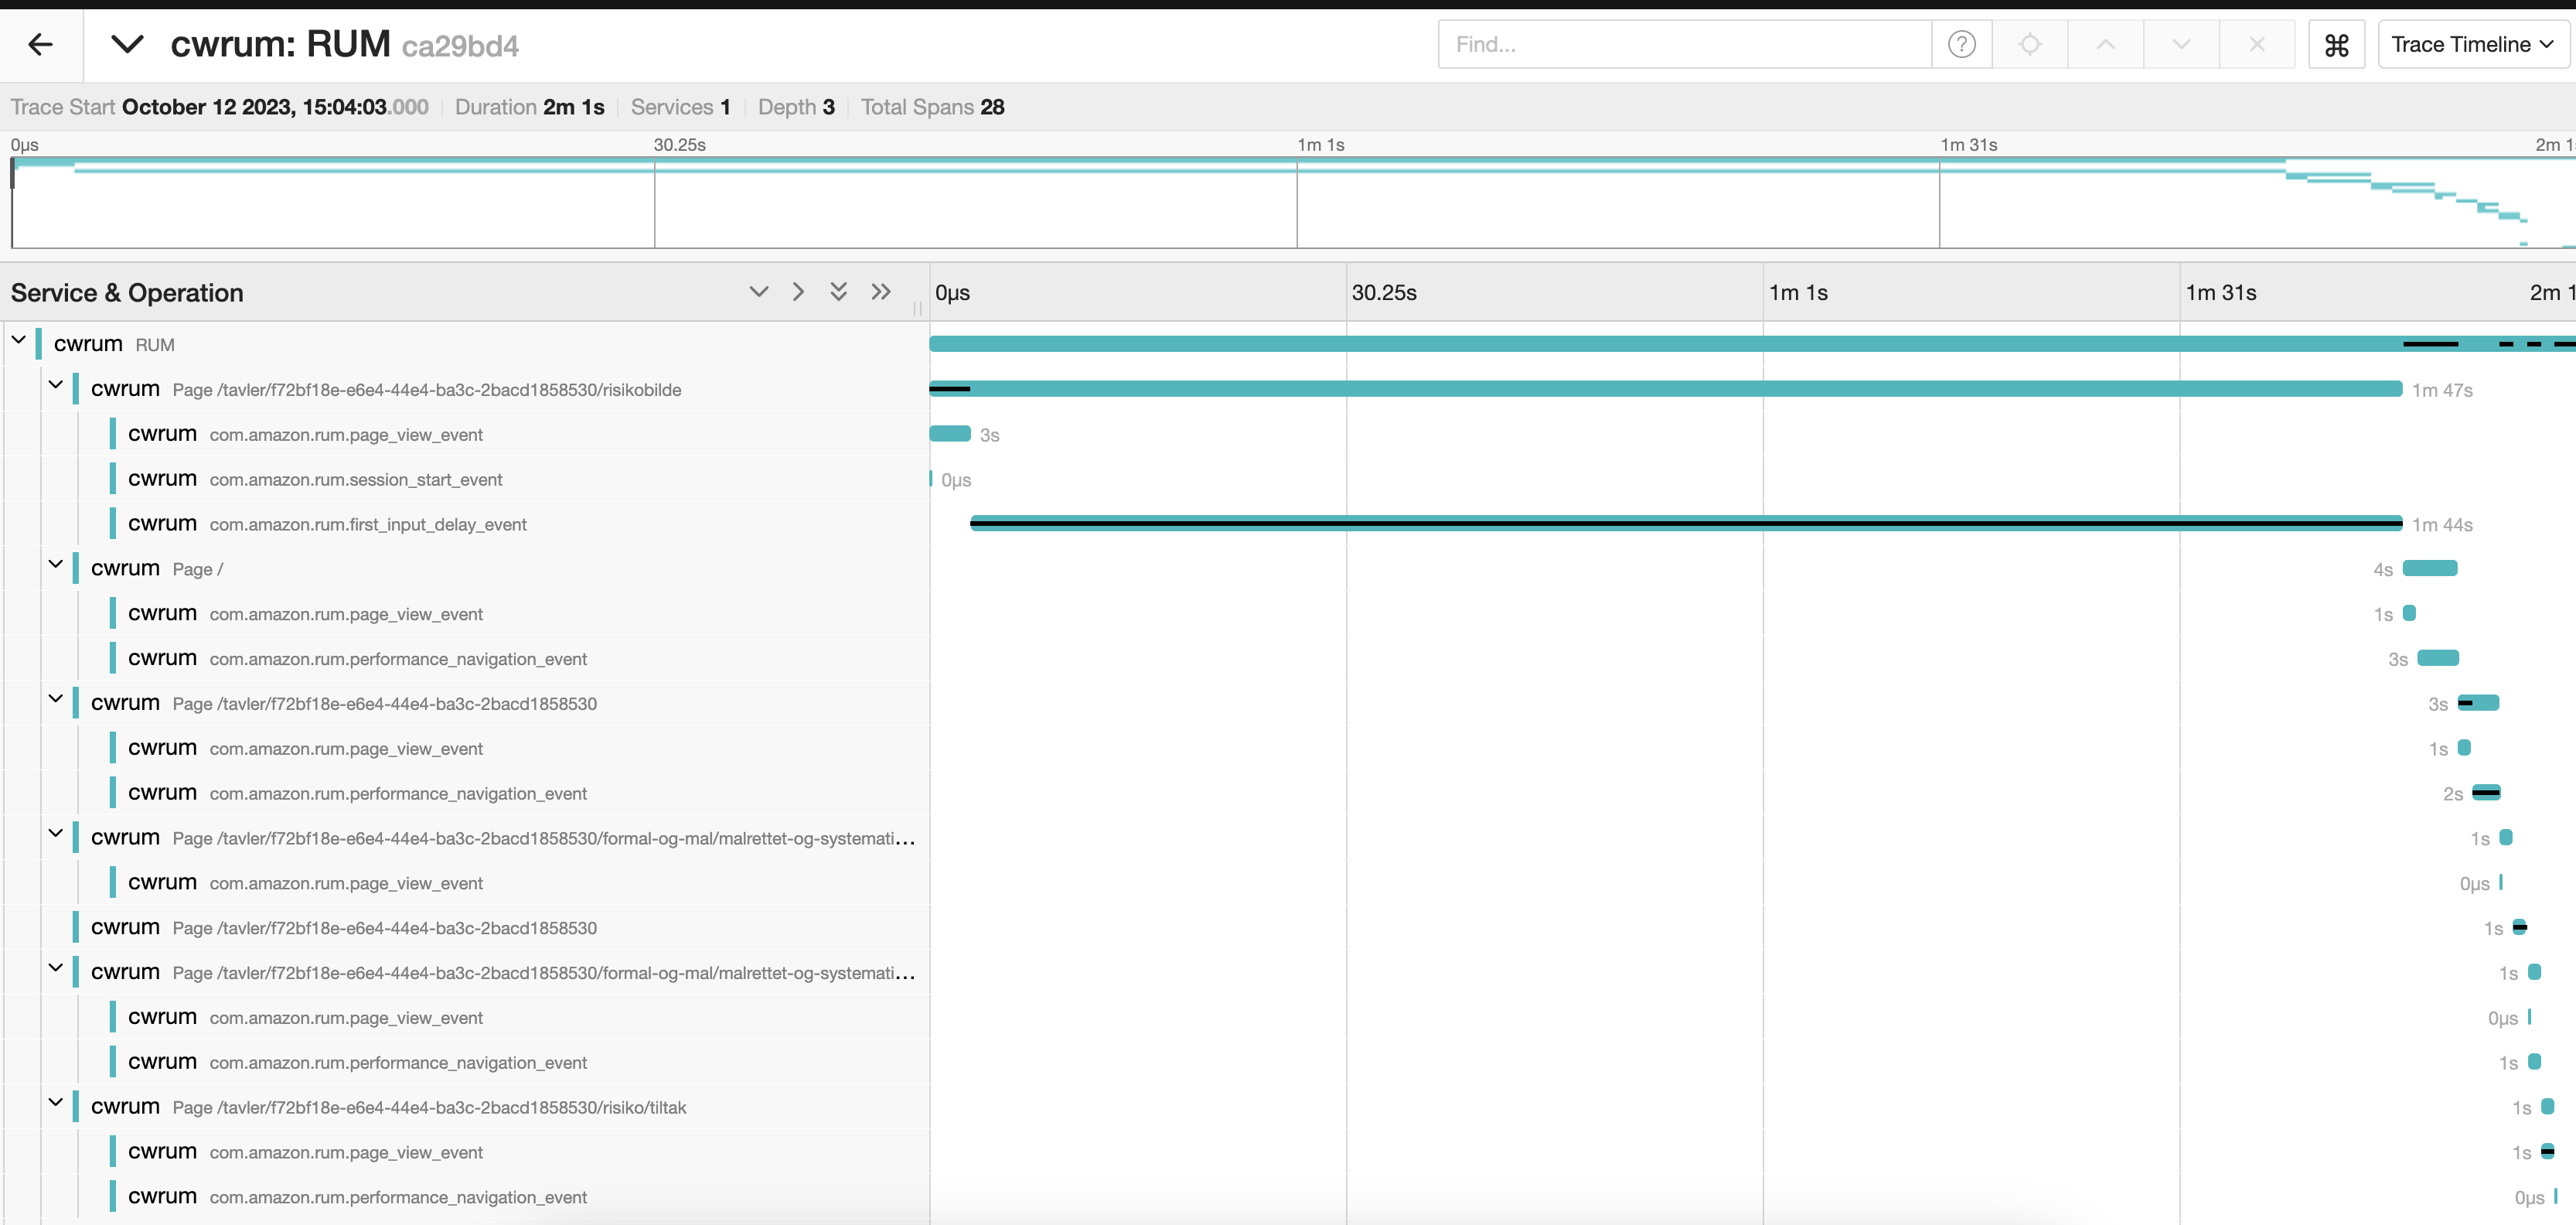 cwrum: RUM ca29bd4 Find... ? ⌘ Trace Timeline
Trace Start October 12 2023, 15:04:03.000 Duration 2m 1s Services 1 Depth 3 Total Spans 28
0μs 30.25s 1m 1s 1m 31s 2m 1
Service & Operation 0μs 30.25s 1m 1s 1m 31s 2m 1
cwrum RUM
cwrum Page /tavler/f72bf18e-e6e4-44e4-ba3c-2bacd1858530/risikobilde 1m 47s
cwrum com.amazon.rum.page_view_event 3s
cwrum com.amazon.rum.session_start_event 0μs
cwrum com.amazon.rum.first_input_delay_event 1m 44s
cwrum Page / 4s
cwrum com.amazon.rum.page_view_event 1s
cwrum com.amazon.rum.performance_navigation_event 3s
cwrum Page /tavler/f72bf18e-e6e4-44e4-ba3c-2bacd1858530 3s
cwrum com.amazon.rum.page_view_event 1s
cwrum com.amazon.rum.performance_navigation_event 2s
cwrum Page /tavler/f72bf18e-e6e4-44e4-ba3c-2bacd1858530/formal-og-mal/malrettet-og-systemati... 1s
cwrum com.amazon.rum.page_view_event 0μs
cwrum Page /tavler/f72bf18e-e6e4-44e4-ba3c-2bacd1858530 1s
cwrum Page /tavler/f72bf18e-e6e4-44e4-ba3c-2bacd1858530/formal-og-mal/malrettet-og-systemati... 1s
cwrum com.amazon.rum.page_view_event 0μs
cwrum com.amazon.rum.performance_navigation_event 1s
cwrum Page /tavler/f72bf18e-e6e4-44e4-ba3c-2bacd1858530/risiko/tiltak 1s
cwrum com.amazon.rum.page_view_event 1s
cwrum com.amazon.rum.performance_navigation_event 0μs